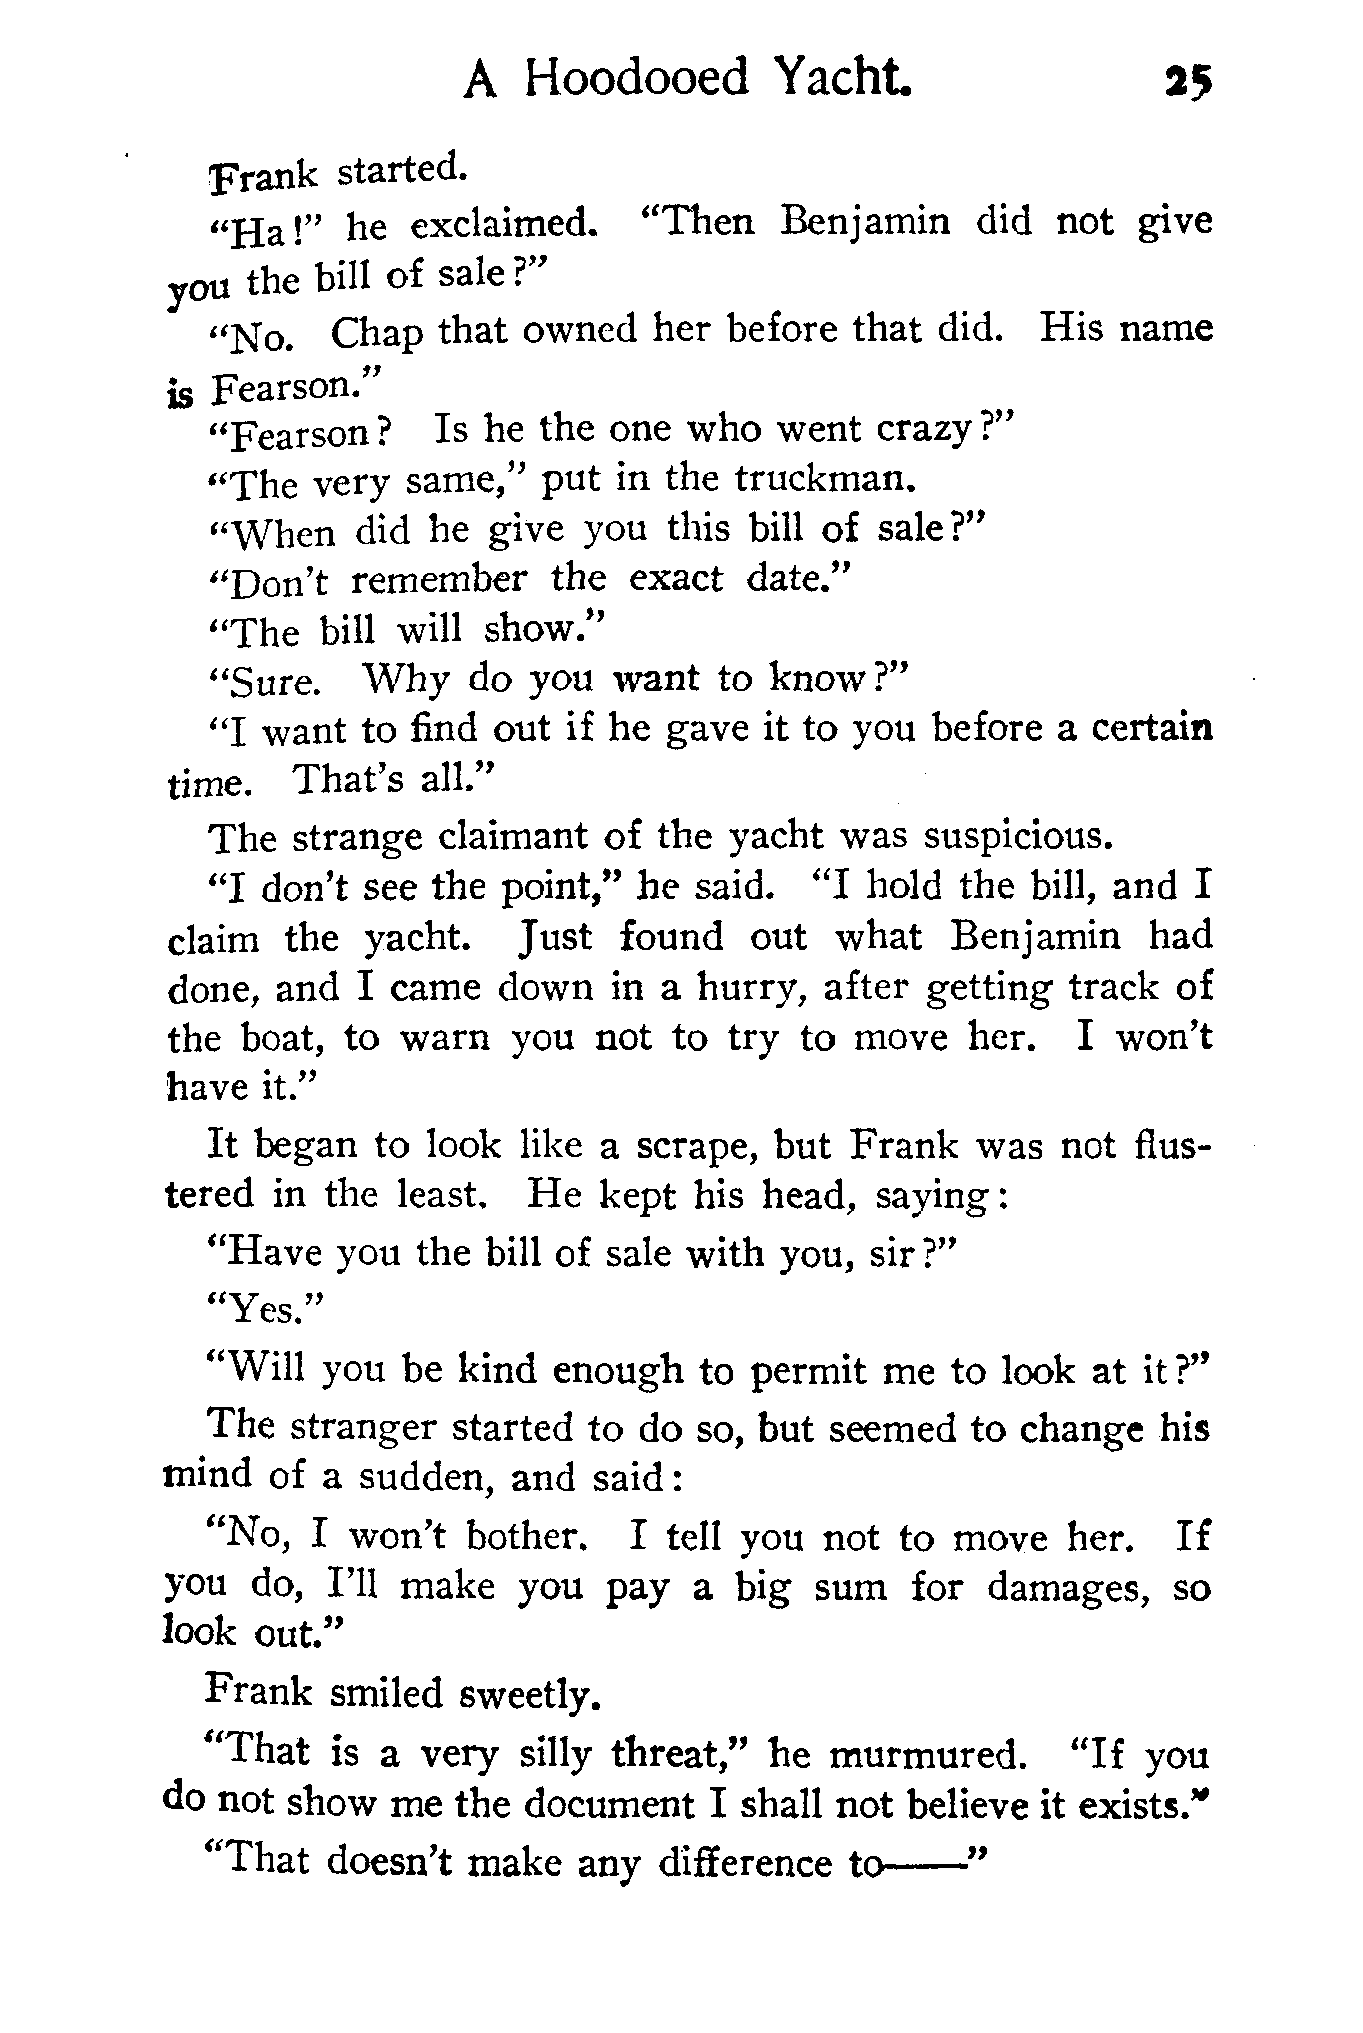 A Hoodooed Yacht. 25
Frank started.
"Ha!" he exclaimed. "Then Benjamin did not give
you the bill of sale?"
"No. Chap that owned her before that did. His name
is Fearson."
"Fearson? Is he the one who went crazy?"
"The very same," put in the truckman.
"When did he give you this bill of sale?"
"Don't remember the exact date."
"The bill will show."
"Sure. Why do you want to know?"
"I want to find out if he gave it to you before a certain
time. That's all."
The strange claimant of the yacht was suspicious.
"I don't see the point," he said. "I hold the bill, and I
claim the yacht. Just found out what Benjamin had
done, and I came down in a hurry, after getting track of
the boat, to warn you not to try to move her. I won't
have it."
It began to look like a scrape, but Frank was not flus-
tered in the least. He kept his head, saying:
"Have you the bill of sale with you, sir?"
"Yes."
"Will you be kind enough to permit me to look at it?"
The stranger started to do so, but seemed to change his
mind of a sudden, and said:
"No, I won't bother. I tell you not to move her. If
you do, I'll make you pay a big sum for damages, so
look out."
Frank smiled sweetly.
"That is a very silly threat," he murmured. "If you
do not show me the document I shall not believe it exists."
"That doesn't make any difference to——"